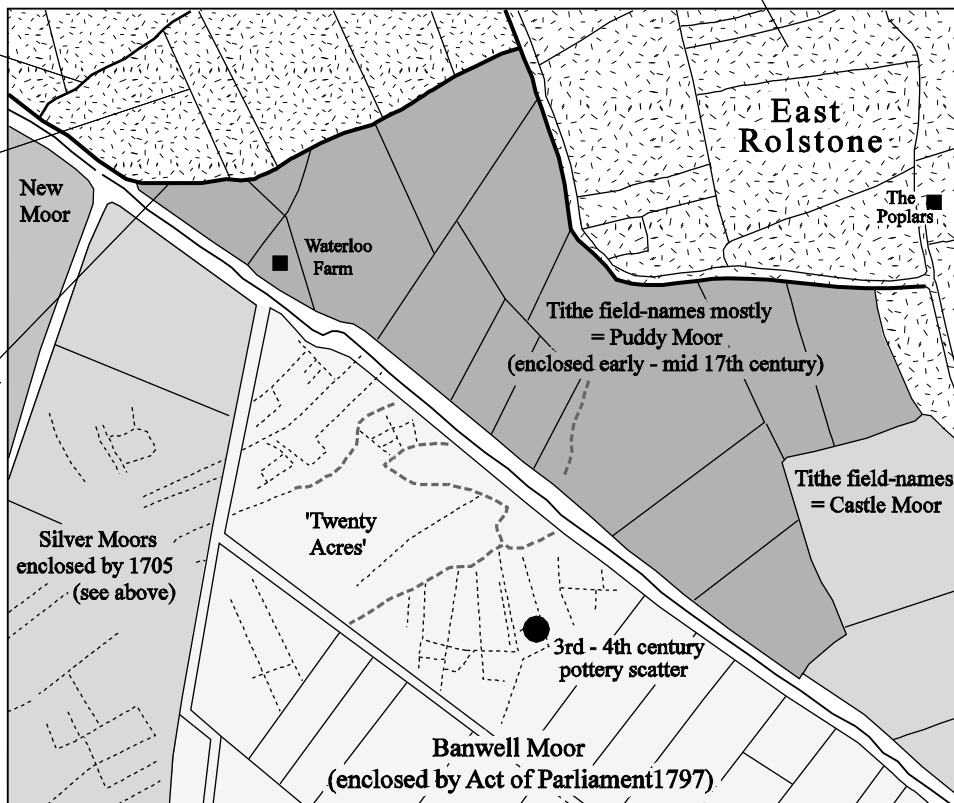 East
Rolstone
The
Poplars
New
Moor
Waterloo
Farm
Tithe field-names mostly
= Puddy Moor
(enclosed early - mid 17th century)
Tithe field-names
= Castle Moor
'Twenty
Acres'
Silver Moors
enclosed by 1705
(see above)
3rd - 4th century
pottery scatter
Banwell Moor
(enclosed by Act of Parliament1797)